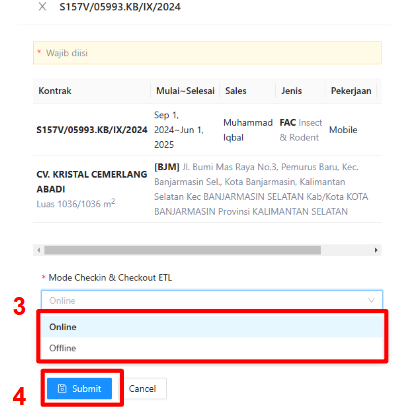 S157V/05993.KB/IX/2024
* Wajib diisi
Kontrak Mulai~Selesai Sales Jenis Pekerjaan
S157V/05993.KB/IX/2024 Sep 1, 2024~Jun 1, 2025 Muhammad Iqbal FAC Insect & Rodent Mobile
CV. KRISTAL CEMERLANG ABADI
Luas 1036/1036 m²
[BJM] Jl. Bumi Mas Raya No.3, Pemurus Baru, Kec.
Banjarmasin Sel., Kota Banjarmasin, Kalimantan
Selatan Kec BANJARMASIN SELATAN Kab/Kota KOTA
BANJARMASIN Provinsi KALIMANTAN SELATAN
* Mode Checkin & Checkout ETL
3
Online
Online
Offline
4
Submit Cancel